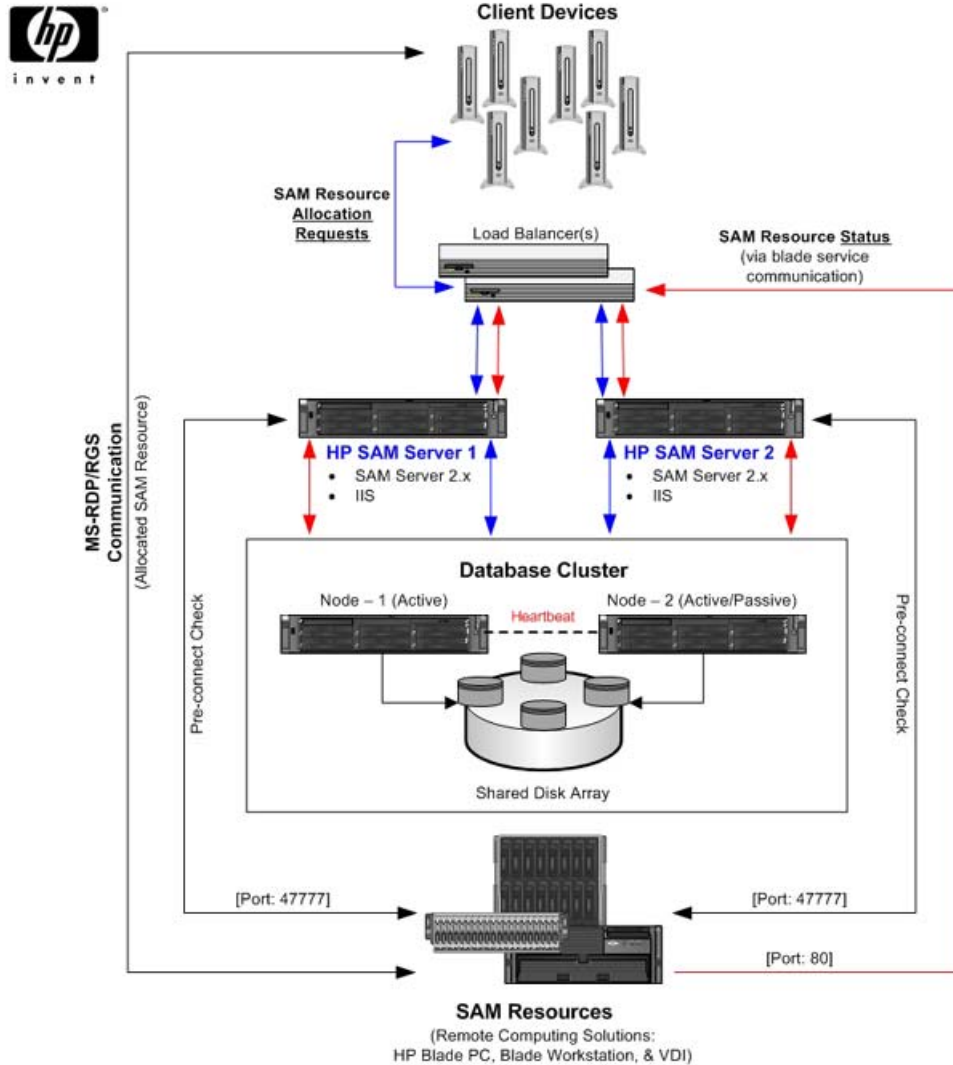 hp
®
invent
Client Devices
SAM Resource
Allocation
Requests
Load Balancer(s)
SAM Resource Status
(via blade service
communication)
MS-RDP/RGS
Communication
(Allocated SAM Resource)
HP SAM Server 1
• SAM Server 2.x
• IIS
HP SAM Server 2
• SAM Server 2.x
• IIS
Pre-connect Check
Pre-connect Check
Database Cluster
Node – 1 (Active)
Heartbeat
Node – 2 (Active/Passive)
Shared Disk Array
[Port: 47777]
[Port: 47777]
[Port: 80]
SAM Resources
(Remote Computing Solutions:
HP Blade PC, Blade Workstation, & VDI)